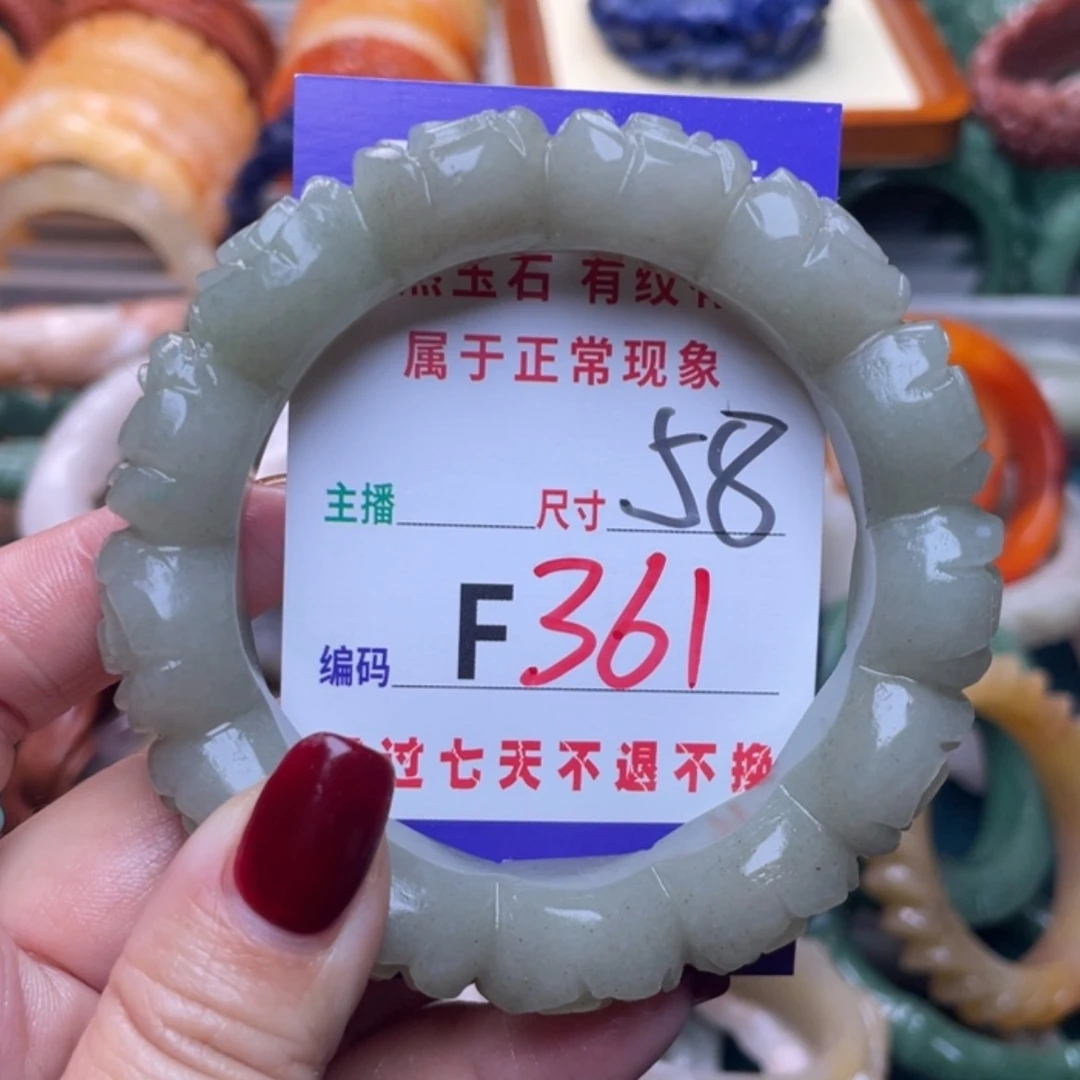 玉石 有纹
属于正常现象
主播 尺寸 58
编码 F361
过七天不退不换